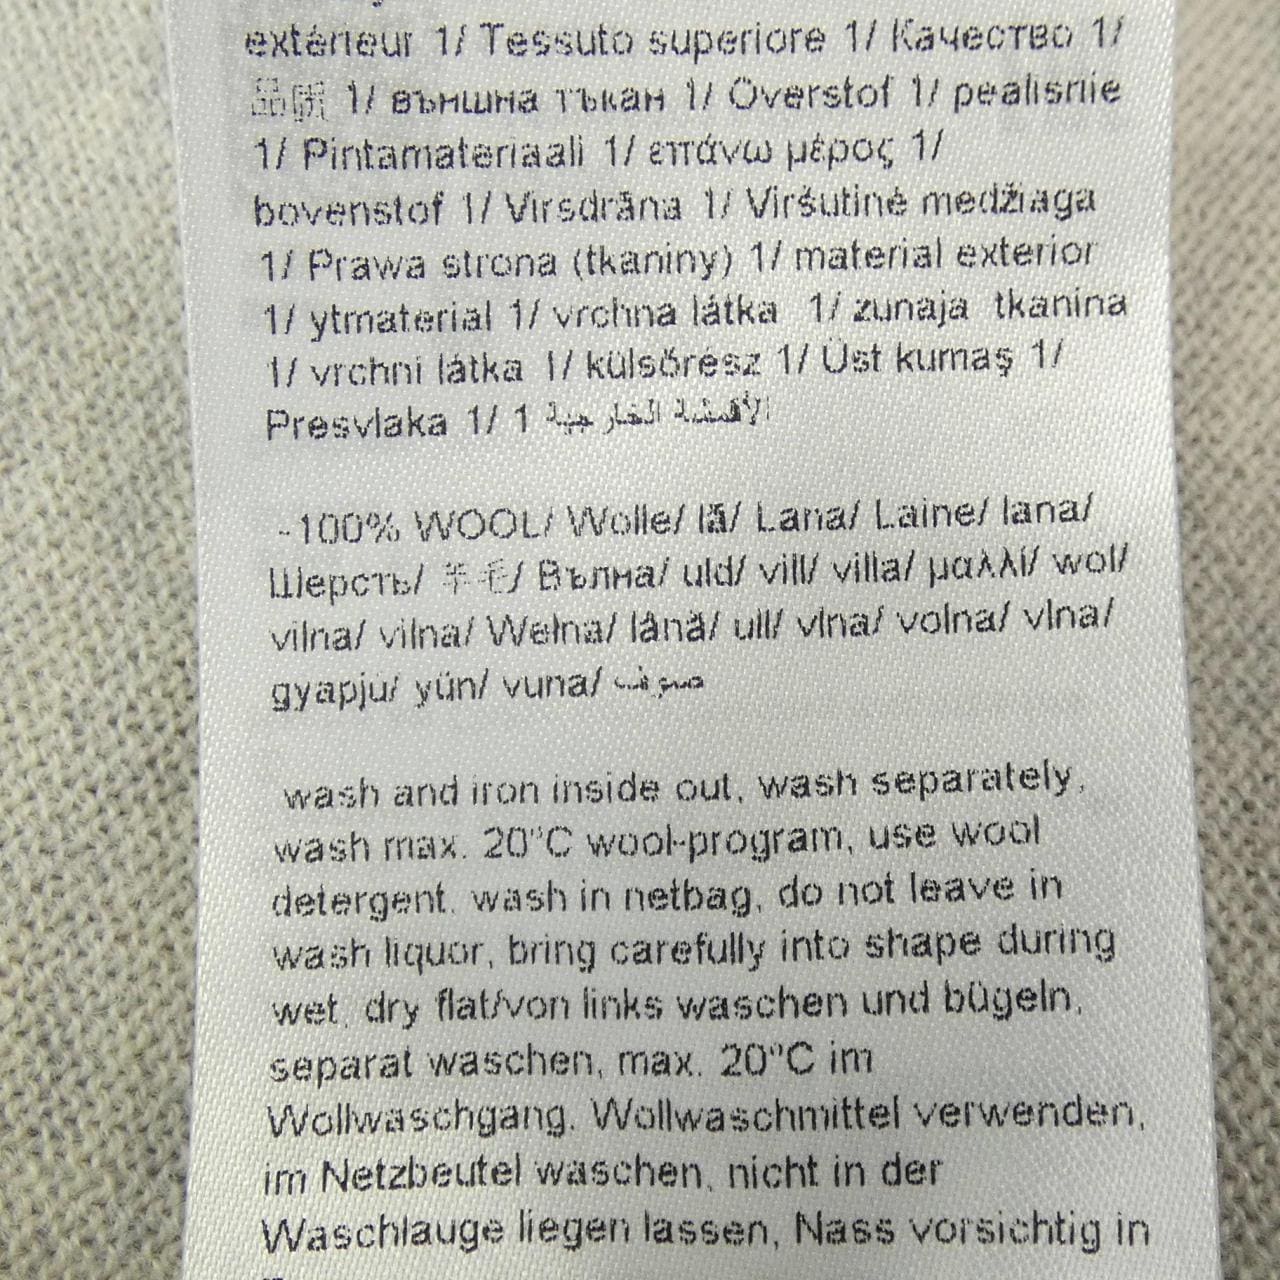 extérieur 1/ Tessuto superiore 1/ Качество 1/
品质 1/ външна тъкан 1/ Overstof 1/ pealisriie
1/ Pintamateriaali 1/ επάνω μέρος 1/
bovenstof 1/ Virsdrāna 1/ Viršutinė medžiaga
1/ Prawa strona (tkaniny) 1/ material exterior
1/ ytmaterial 1/ vrchna látka 1/ zunaja tkanina
1/ vrchni látka 1/ külsőrész 1/ Üst kumaş 1/
Presvlaka 1/ 1 الأقمشة الخارجية
-100% WOOL/ Wolle/ lã/ Lana/ Laine/ lana/
Шерсть/ 羊毛/ Вълна/ uld/ vill/ villa/ μαλλί/ wol/
vilna/ vilna/ Wełna/ lână/ ull/ vlna/ volna/ vlna/
gyapju/ yün/ vuna/ صوف
wash and iron inside out, wash separately,
wash max. 20°C wool-program, use wool
detergent, wash in netbag, do not leave in
wash liquor, bring carefully into shape during
wet, dry flat/von links waschen und bügeln,
separat waschen, max. 20°C im
Wollwaschgang, Wollwaschmittel verwenden,
im Netzbeutel waschen, nicht in der
Waschlauge liegen lassen, Nass vorsichtig in